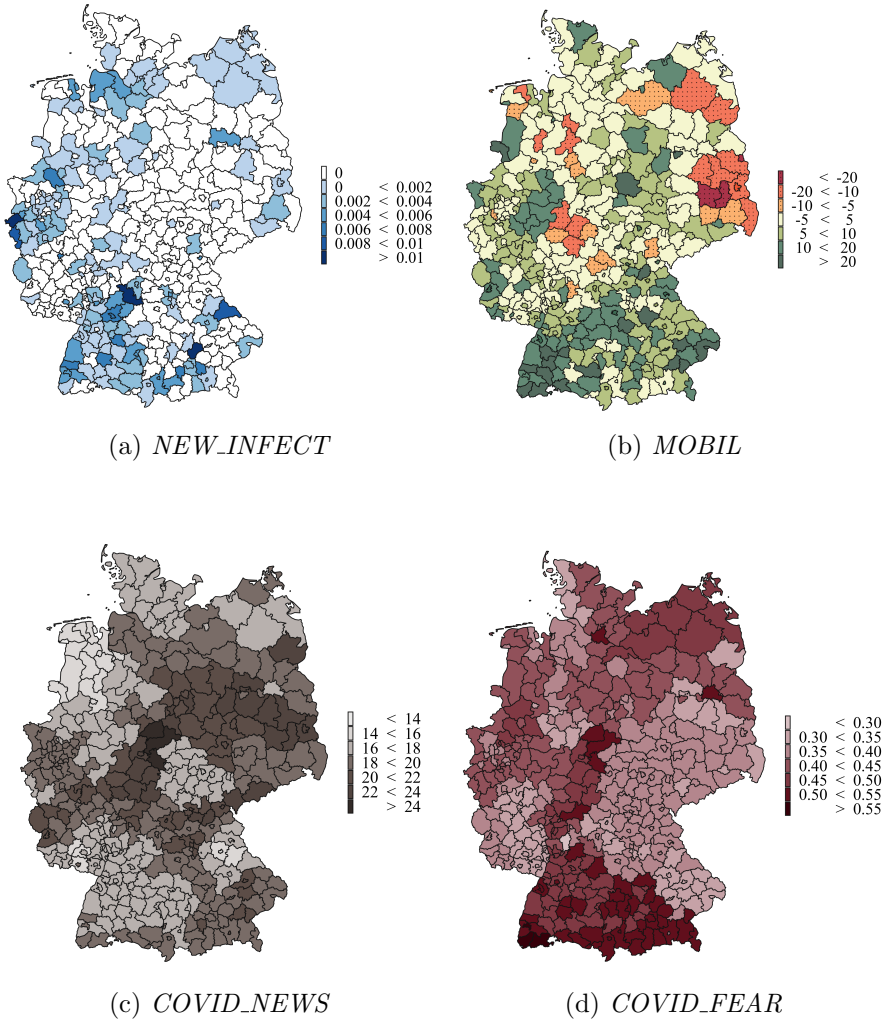 0
0 < 0.002
0.002 < 0.004
0.004 < 0.006
0.006 < 0.008
0.008 < 0.01
> 0.01
< -20
-20 < -10
-10 < -5
-5 < 5
5 < 10
10 < 20
> 20
(a) NEW_INFECT
(b) MOBIL
< 14
14 < 16
16 < 18
18 < 20
20 < 22
22 < 24
> 24
< 0.30
0.30 < 0.35
0.35 < 0.40
0.40 < 0.45
0.45 < 0.50
0.50 < 0.55
> 0.55
(c) COVID_NEWS
(d) COVID_FEAR